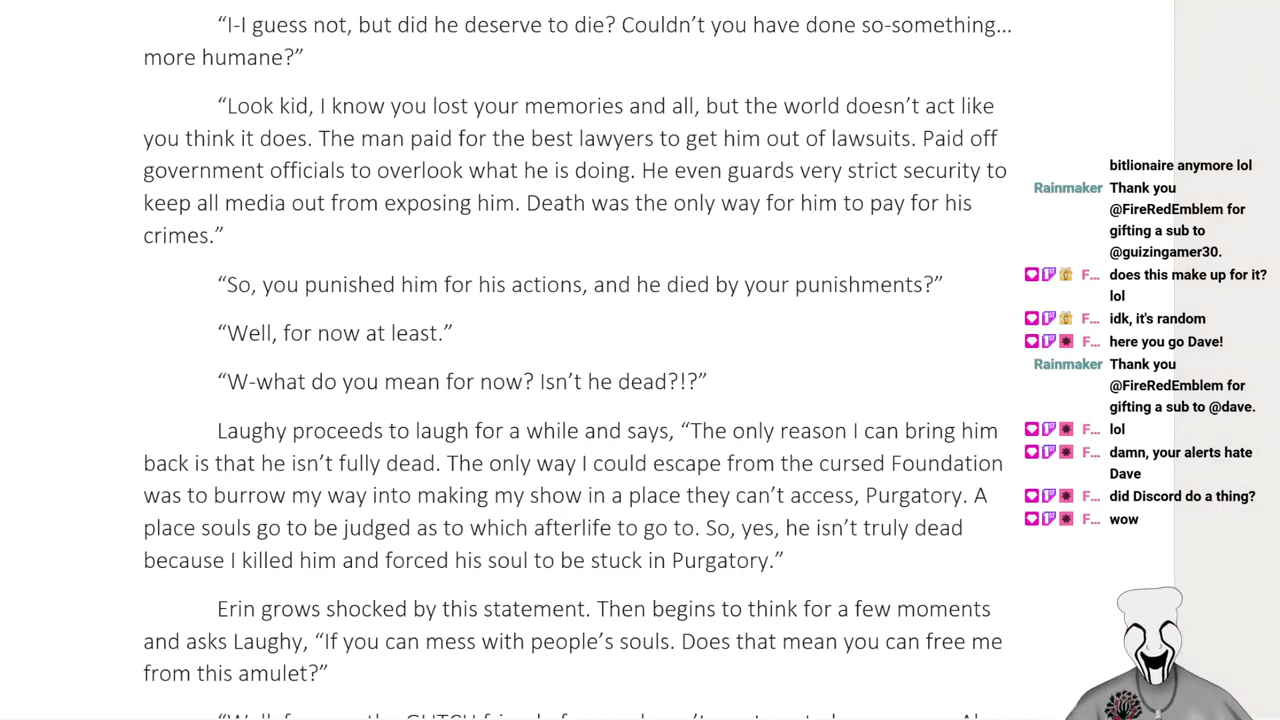 “I-I guess not, but did he deserve to die? Couldn’t you have done so-something…
more humane?”
“Look kid, I know you lost your memories and all, but the world doesn’t act like
you think it does. The man paid for the best lawyers to get him out of lawsuits. Paid off
government officials to overlook what he is doing. He even guards very strict security to
keep all media out from exposing him. Death was the only way for him to pay for his
crimes.”
“So, you punished him for his actions, and he died by your punishments?”
“Well, for now at least.”
“W-what do you mean for now? Isn’t he dead?!?”
Laughy proceeds to laugh for a while and says, “The only reason I can bring him
back is that he isn’t fully dead. The only way I could escape from the cursed Foundation
was to burrow my way into making my show in a place they can’t access, Purgatory. A
place souls go to be judged as to which afterlife to go to. So, yes, he isn’t truly dead
because I killed him and forced his soul to be stuck in Purgatory.”
Erin grows shocked by this statement. Then begins to think for a few moments
and asks Laughy, “If you can mess with people’s souls. Does that mean you can free me
from this amulet?”
bitlionaire anymore lol
Rainmaker Thank you
@FireRedEmblem for
gifting a sub to
@guizingamer30.
F… does this make up for it?
lol
F… idk, it's random
F… here you go Dave!
Rainmaker Thank you
@FireRedEmblem for
gifting a sub to @dave.
F… lol
F… damn, your alerts hate
Dave
F… did Discord do a thing?
F… wow